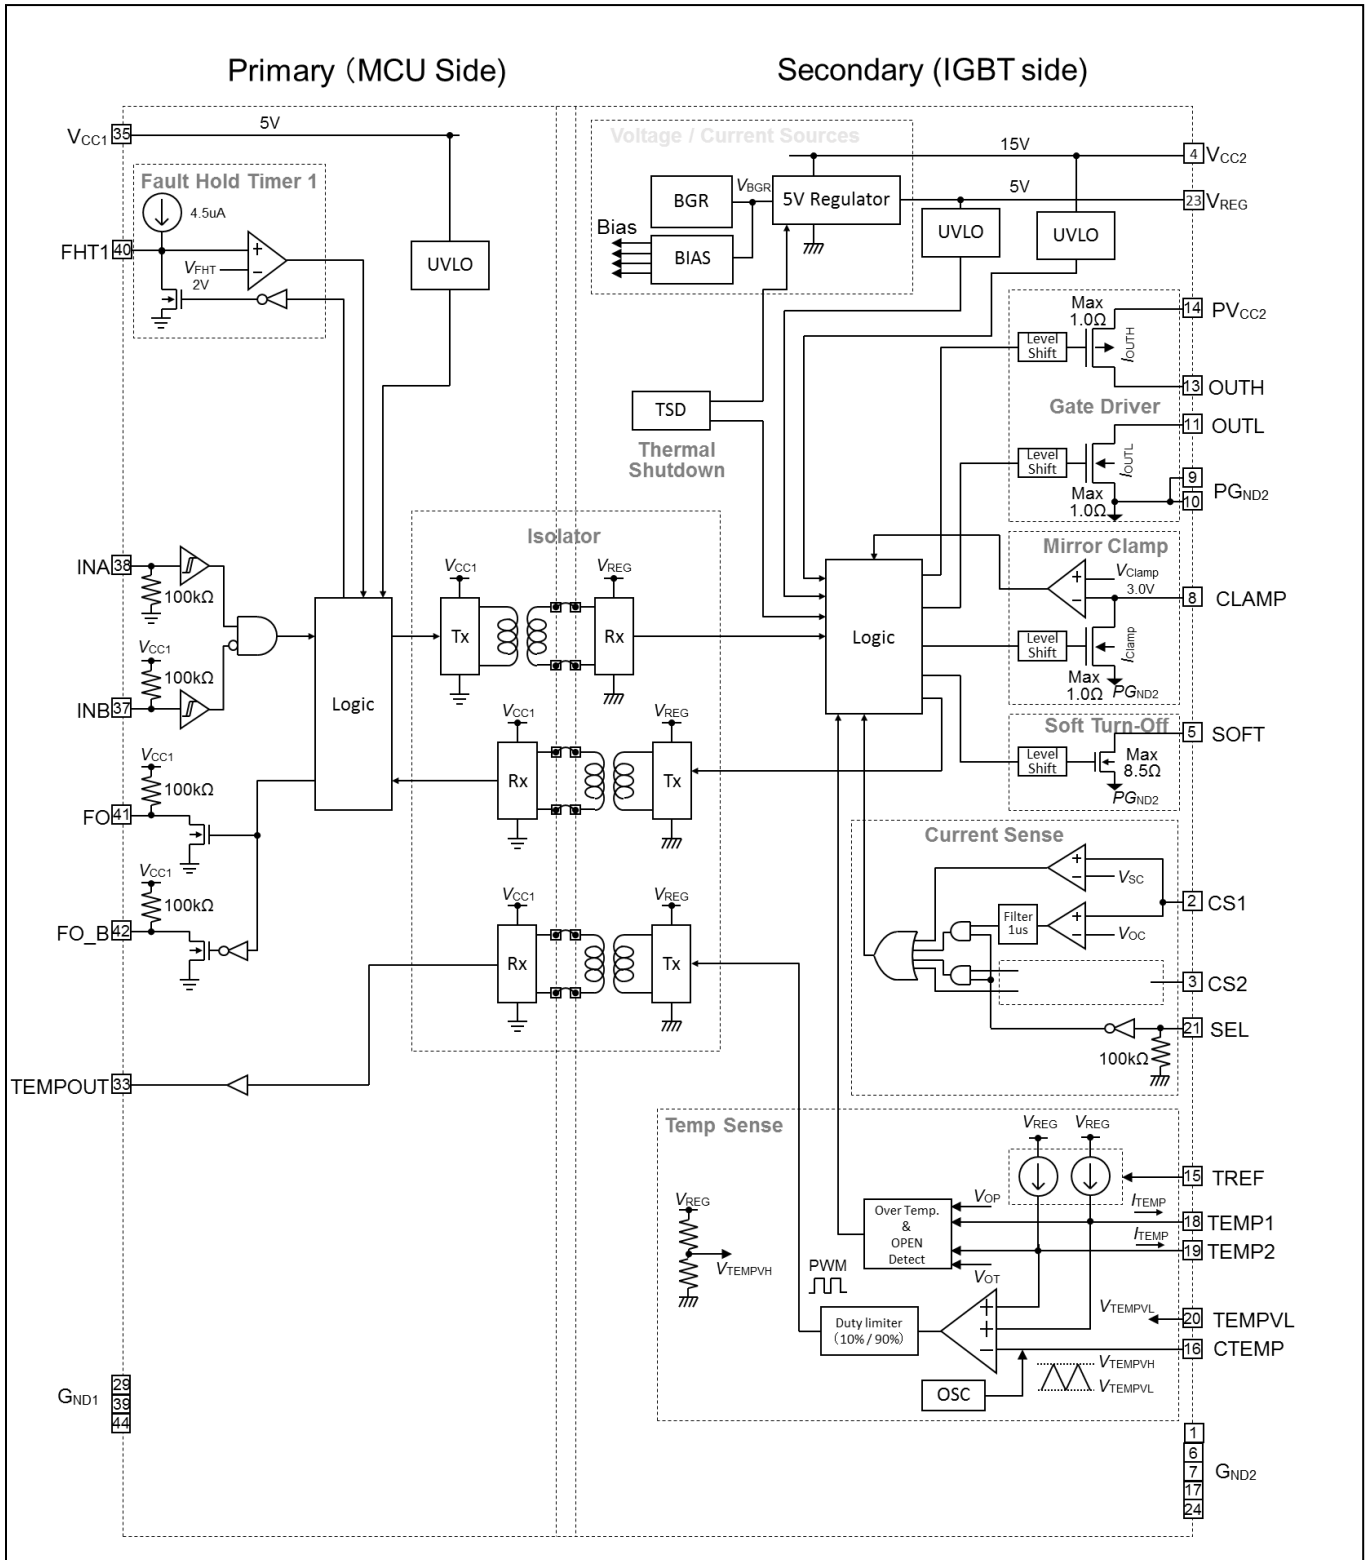 Primary (MCU Side)
Secondary (IGBT side)
VCC1 35
5V
Fault Hold Timer 1
4.5uA
FHT1 40
VFHT
2V
+
−
UVLO
Voltage / Current Sources
BGR
VBGR
5V Regulator
Bias
BIAS
15V
4 VCC2
5V
23 VREG
UVLO
UVLO
TSD
Thermal
Shutdown
Max
1.0Ω
Level
Shift
IOUTH
14 PVCC2
13 OUTH
Gate Driver
11 OUTL
Level
Shift
IOUTL
Max
1.0Ω
9
10
PGND2
INA 38
100kΩ
VCC1
100kΩ
INB 37
Logic
Isolator
VCC1
Tx
VREG
Rx
VCC1
Rx
VREG
Tx
VCC1
Rx
VREG
Tx
Logic
Mirror Clamp
+
−
VClamp
3.0V
8 CLAMP
Level
Shift
IClamp
Max
1.0Ω
PGND2
Soft Turn-Off
5 SOFT
Level
Shift
Max
8.5Ω
PGND2
VCC1
100kΩ
FO 41
VCC1
100kΩ
FO_B 42
TEMPOUT 33
Current Sense
+
−
VSC
2 CS1
Filter
1us
+
−
VOC
3 CS2
21 SEL
100kΩ
Temp Sense
VREG
VREG
15 TREF
VREG
VTEMPVH
Over Temp.
&
OPEN
Detect
VOP
ITEMP
18 TEMP1
ITEMP
19 TEMP2
VOT
PWM
Duty limiter
(10% / 90%)
+
+
−
VTEMPVL
20 TEMPVL
16 CTEMP
VTEMPVH
VTEMPVL
OSC
GND1
29
39
44
1
6
7
17
24
GND2